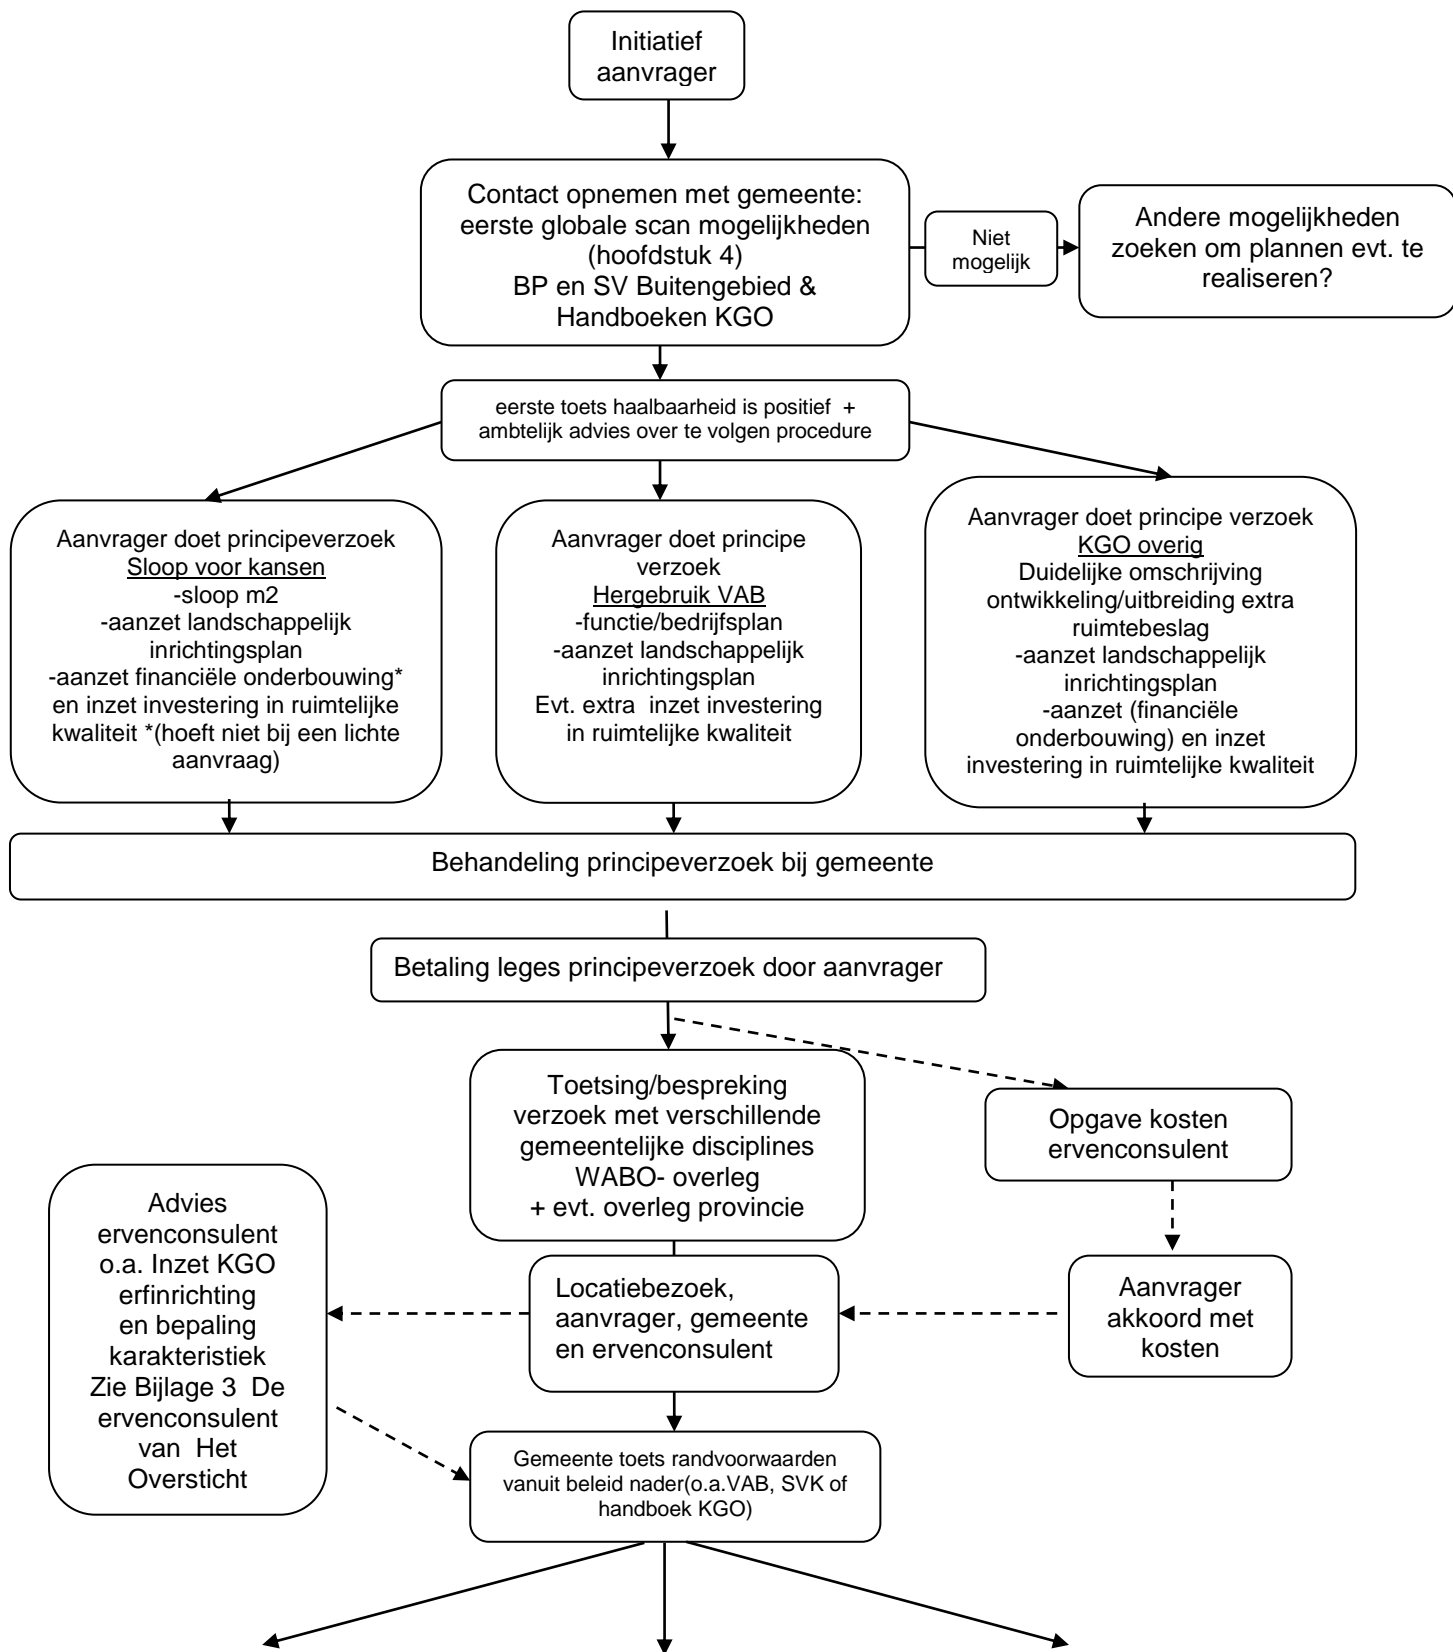 Initiatief
aanvrager
Contact opnemen met gemeente:
eerste globale scan mogelijkheden
(hoofdstuk 4)
BP en SV Buitengebied &
Handboeken KGO
Niet
mogelijk
Andere mogelijkheden
zoeken om plannen evt. te
realiseren?
eerste toets haalbaarheid is positief +
ambtelijk advies over te volgen procedure
Aanvrager doet principeverzoek
Sloop voor kansen
-sloop m2
-aanzet landschappelijk
inrichtingsplan
-aanzet financiële onderbouwing*
en inzet investering in ruimtelijke
kwaliteit *(hoeft niet bij een lichte
aanvraag)
Aanvrager doet principe
verzoek
Hergebruik VAB
-functie/bedrijfsplan
-aanzet landschappelijk
inrichtingsplan
Evt. extra inzet investering
in ruimtelijke kwaliteit
Aanvrager doet principe verzoek
KGO overig
Duidelijke omschrijving
ontwikkeling/uitbreiding extra
ruimtebeslag
-aanzet landschappelijk
inrichtingsplan
-aanzet (financiële
onderbouwing) en inzet
investering in ruimtelijke kwaliteit
Behandeling principeverzoek bij gemeente
Betaling leges principeverzoek door aanvrager
Toetsing/bespreking
verzoek met verschillende
gemeentelijke disciplines
WABO- overleg
+ evt. overleg provincie
Opgave kosten
ervenconsulent
Advies
ervenconsulent
o.a. Inzet KGO
erfinrichting
en bepaling
karakteristiek
Zie Bijlage 3 De
ervenconsulent
van Het
Oversticht
Locatiebezoek,
aanvrager, gemeente
en ervenconsulent
Aanvrager
akkoord met
kosten
Gemeente toets randvoorwaarden
vanuit beleid nader(o.a.VAB, SVK of
handboek KGO)